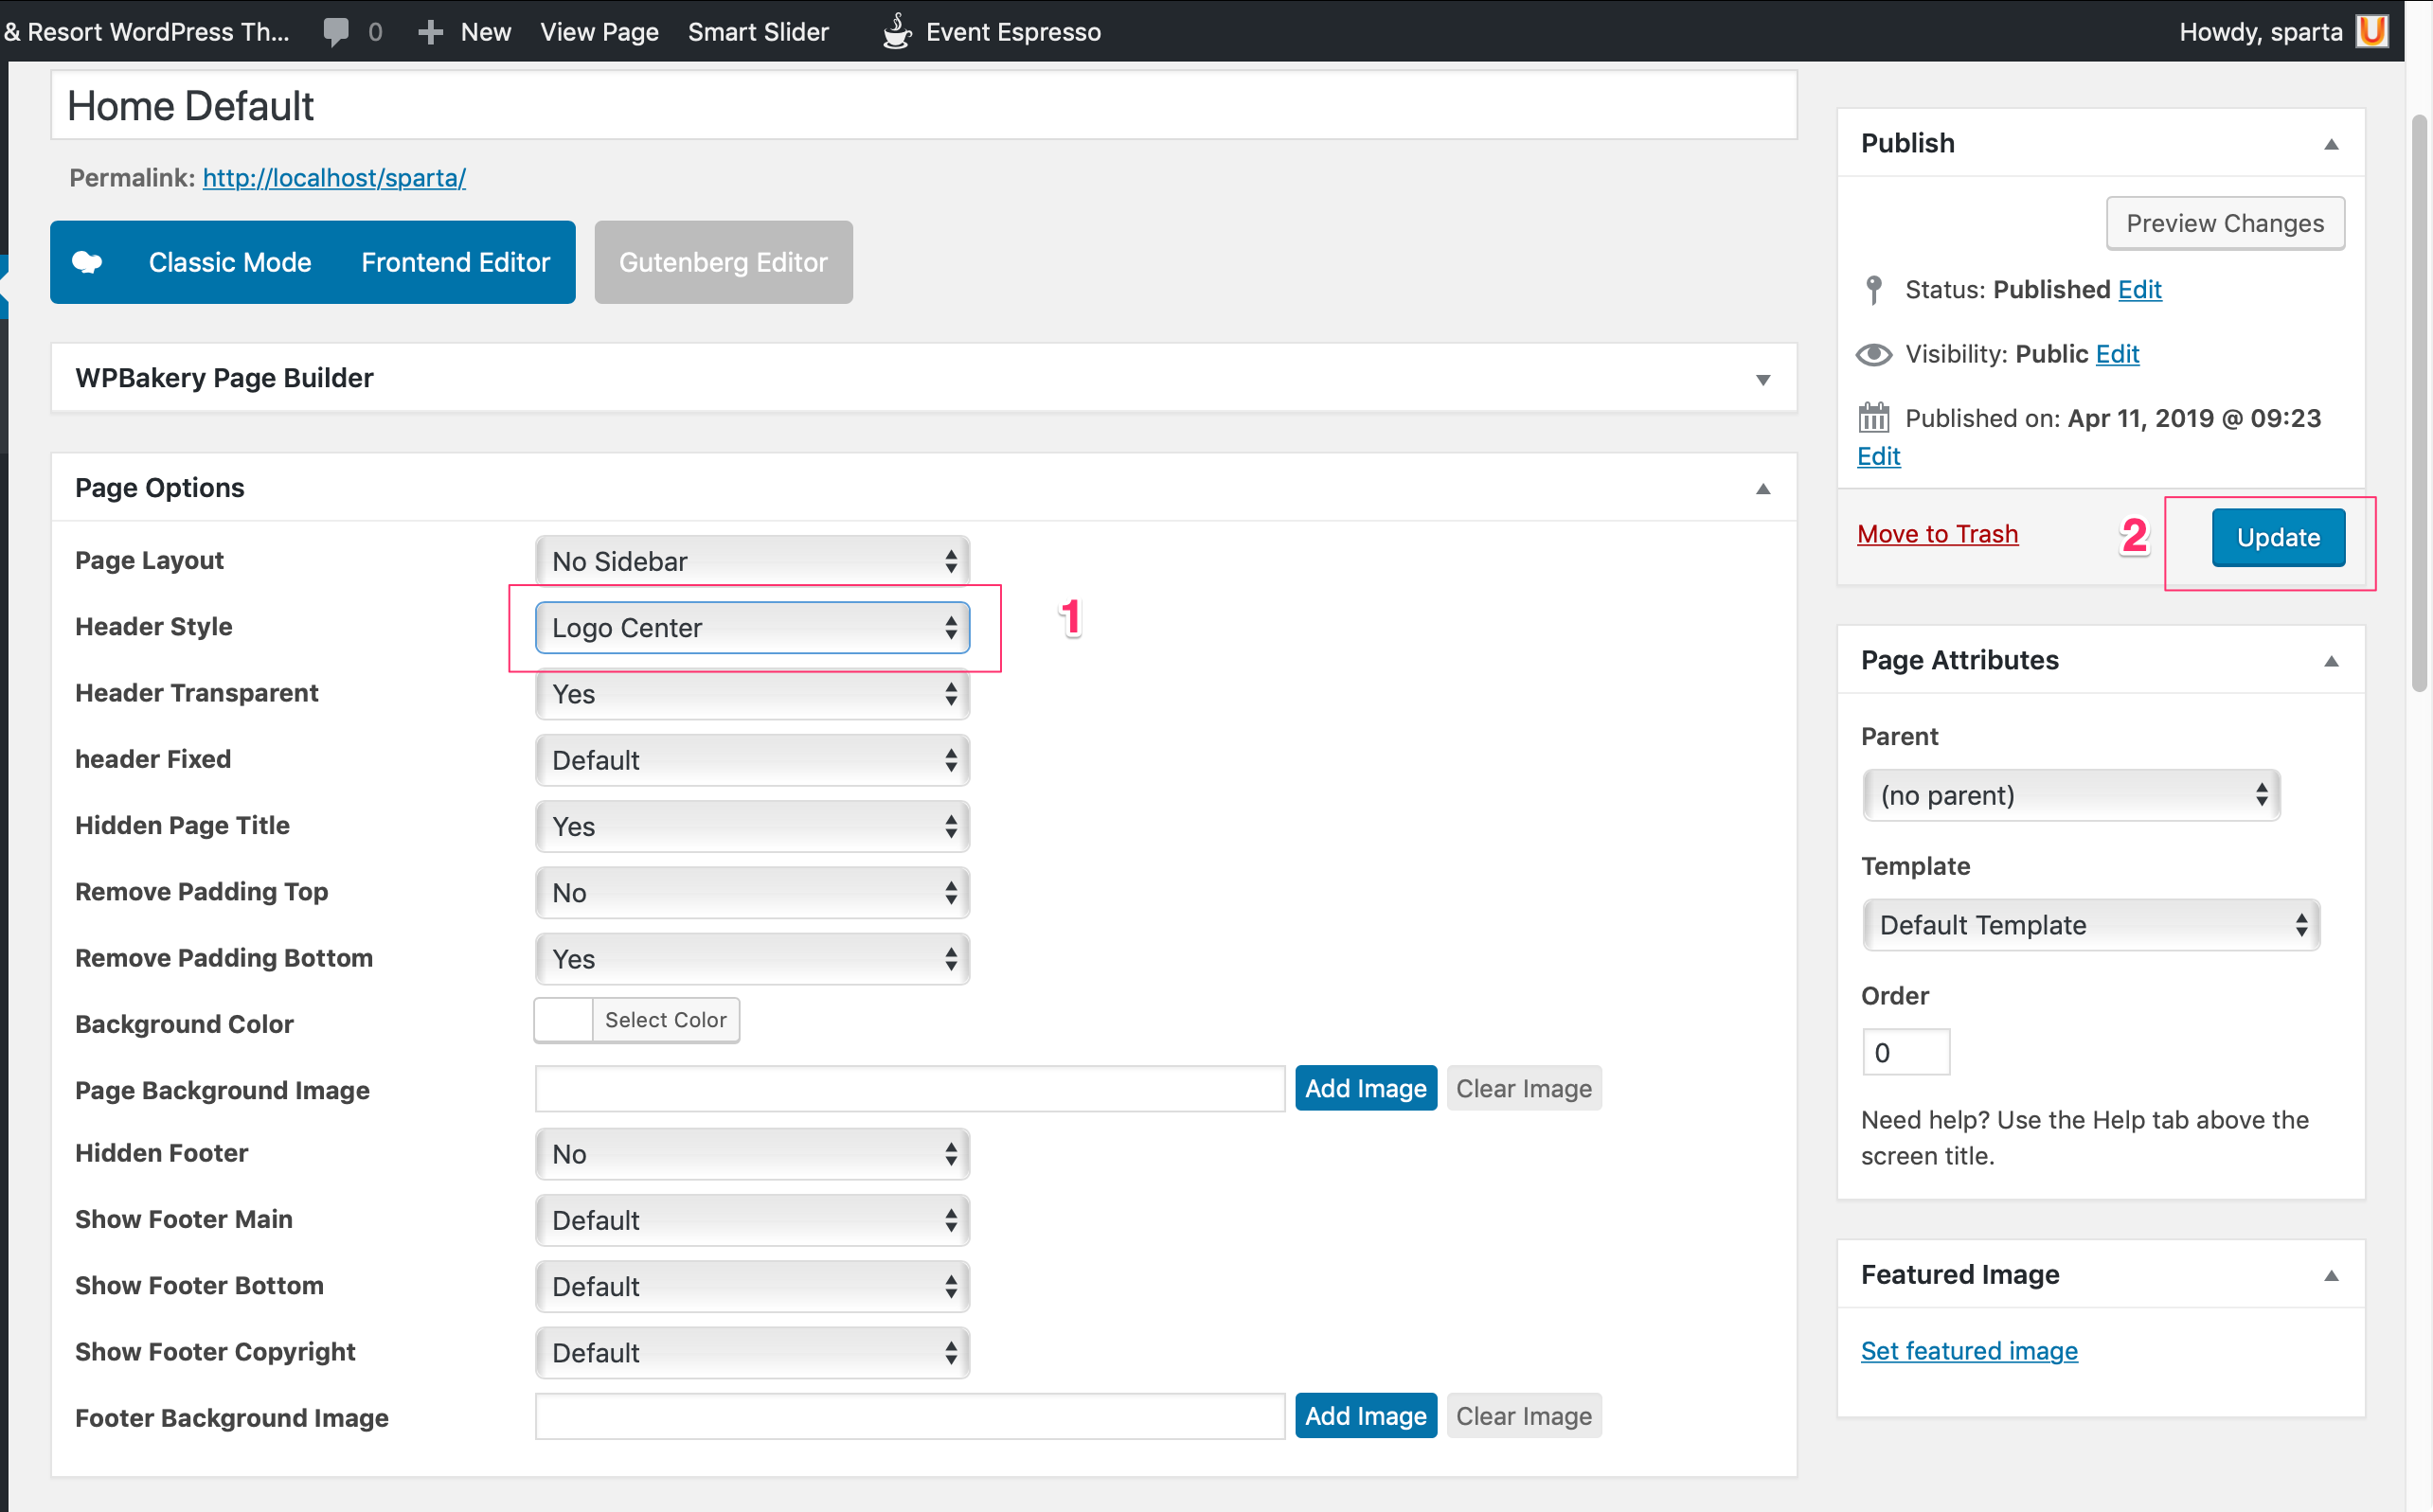 & Resort WordPress Th... 0 New View Page Smart Slider Event Espresso Howdy, sparta
Home Default
Permalink: http://localhost/sparta/
Classic Mode Frontend Editor Gutenberg Editor
WPBakery Page Builder
Page Options
Page Layout No Sidebar
Header Style Logo Center 1
Header Transparent Yes
header Fixed Default
Hidden Page Title Yes
Remove Padding Top No
Remove Padding Bottom Yes
Background Color Select Color
Page Background Image Add Image Clear Image
Hidden Footer No
Show Footer Main Default
Show Footer Bottom Default
Show Footer Copyright Default
Footer Background Image Add Image Clear Image
Publish
Preview Changes
Status: Published Edit
Visibility: Public Edit
Published on: Apr 11, 2019 @ 09:23
Edit
Move to Trash 2 Update
Page Attributes
Parent
(no parent)
Template
Default Template
Order
0
Need help? Use the Help tab above the
screen title.
Featured Image
Set featured image